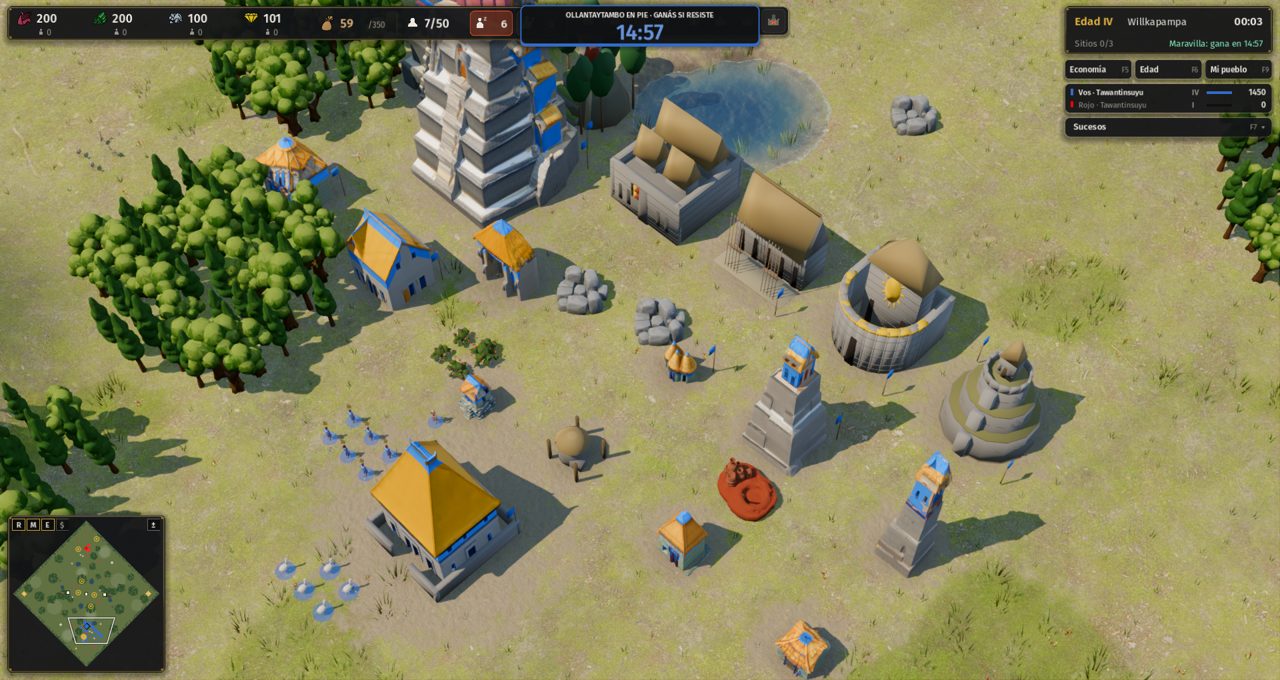 200 200 100 101 59 /350 7/50 6
0 0 0 0
OLLANTAYTAMBO EN PIE · GANÁS SI RESISTE
14:57
Edad IV Willkapampa 00:03
Sitios 0/3 Maravilla: gana en 14:57
Economía F5 Edad F6 Mi pueblo F9
Vos · Tawantinsuyu IV 1450
Rojo · Tawantinsuyu I 0
Sucesos F7
R M E $ ±